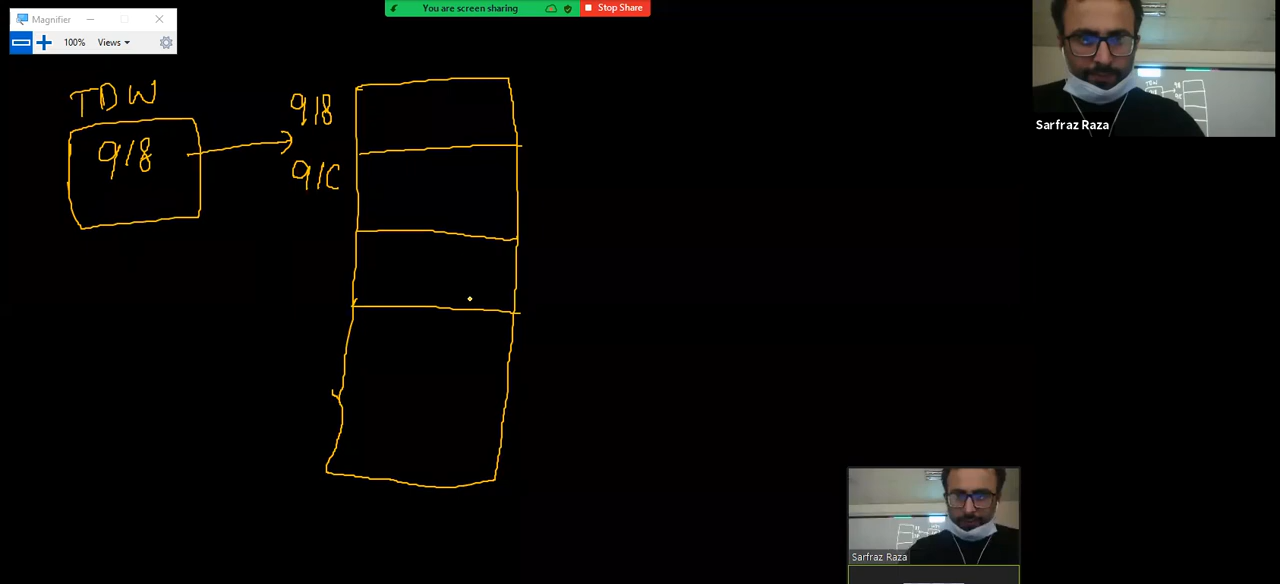 You are screen sharing
Stop Share
Magnifier
100% Views
Sarfraz Raza
TDW
918
918
91C
Sarfraz Raza